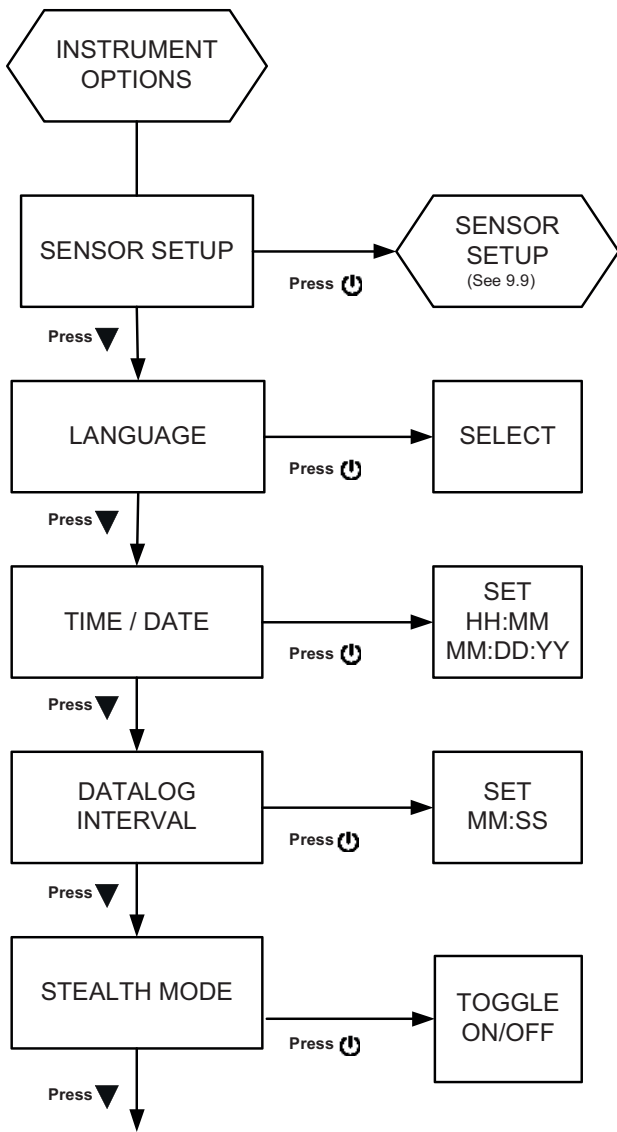 INSTRUMENT
OPTIONS
SENSOR SETUP
Press
SENSOR
SETUP
(See 9.9)
Press
LANGUAGE
Press
SELECT
Press
TIME / DATE
Press
SET
HH:MM
MM:DD:YY
Press
DATALOG
INTERVAL
Press
SET
MM:SS
Press
STEALTH MODE
Press
TOGGLE
ON/OFF
Press